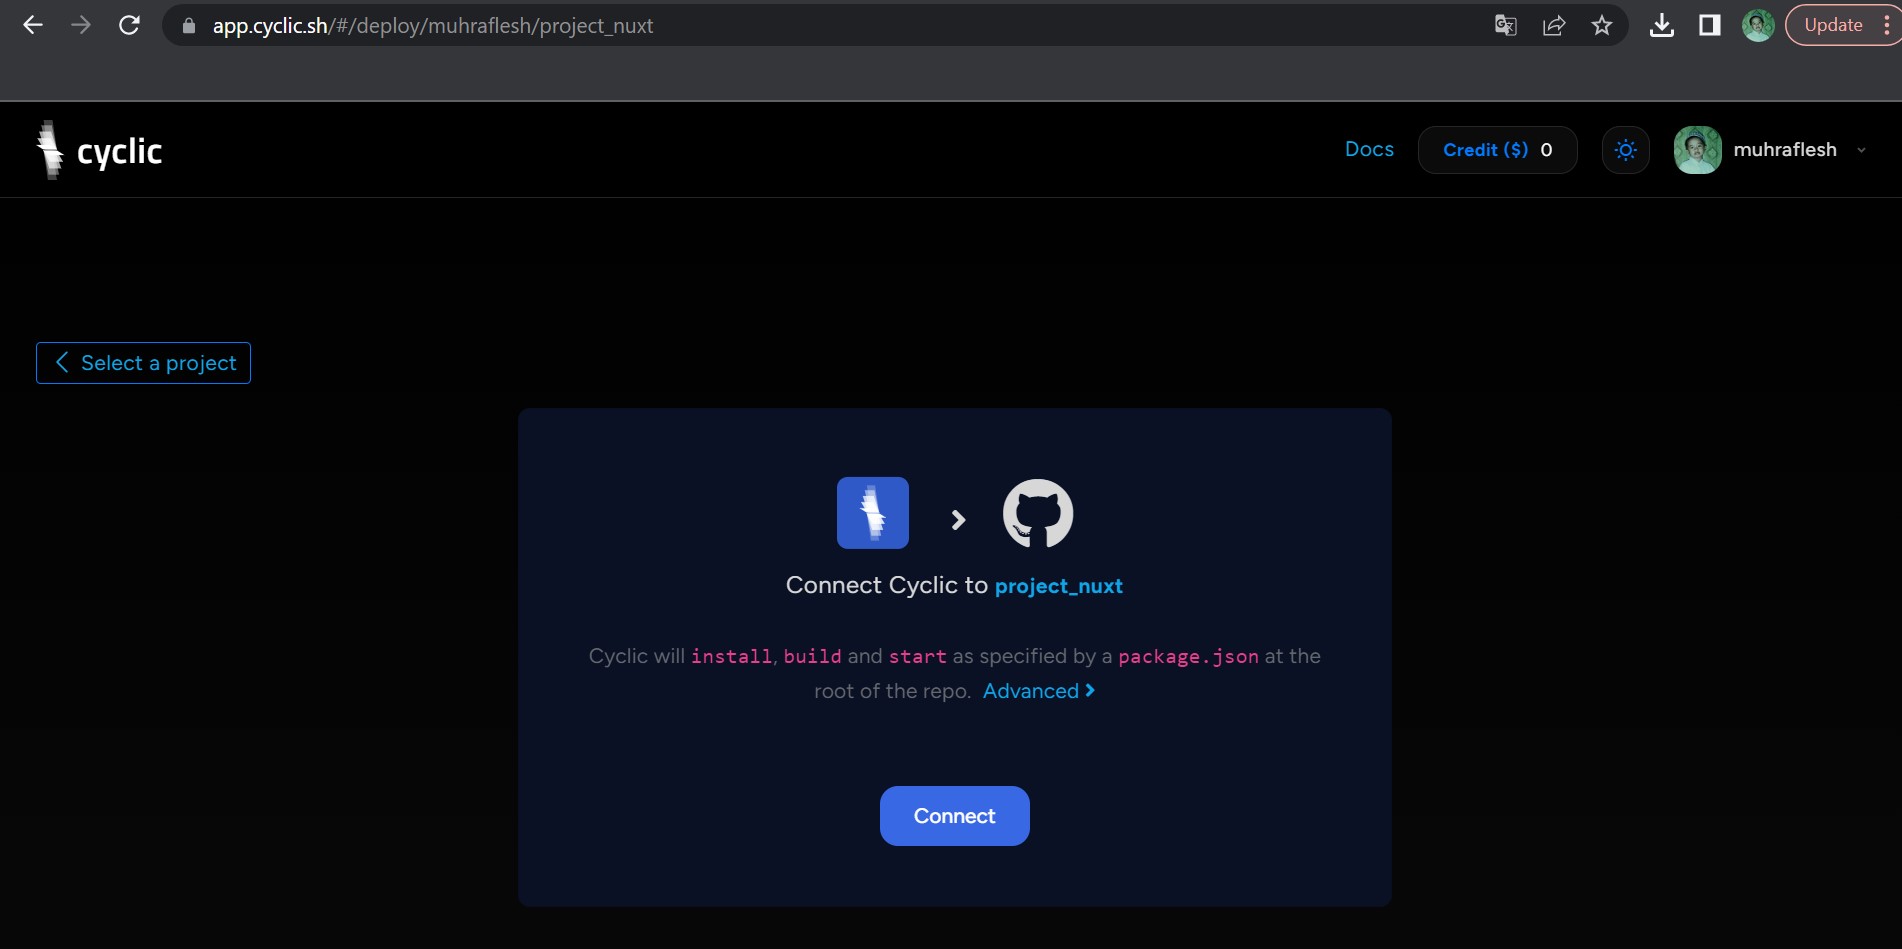 app.cyclic.sh/#/deploy/muhraflesh/project_nuxt
Update
cyclic
Docs
Credit ($) 0
muhraflesh
Select a project
Connect Cyclic to project_nuxt
Cyclic will install, build and start as specified by a package.json at the
root of the repo. Advanced
Connect